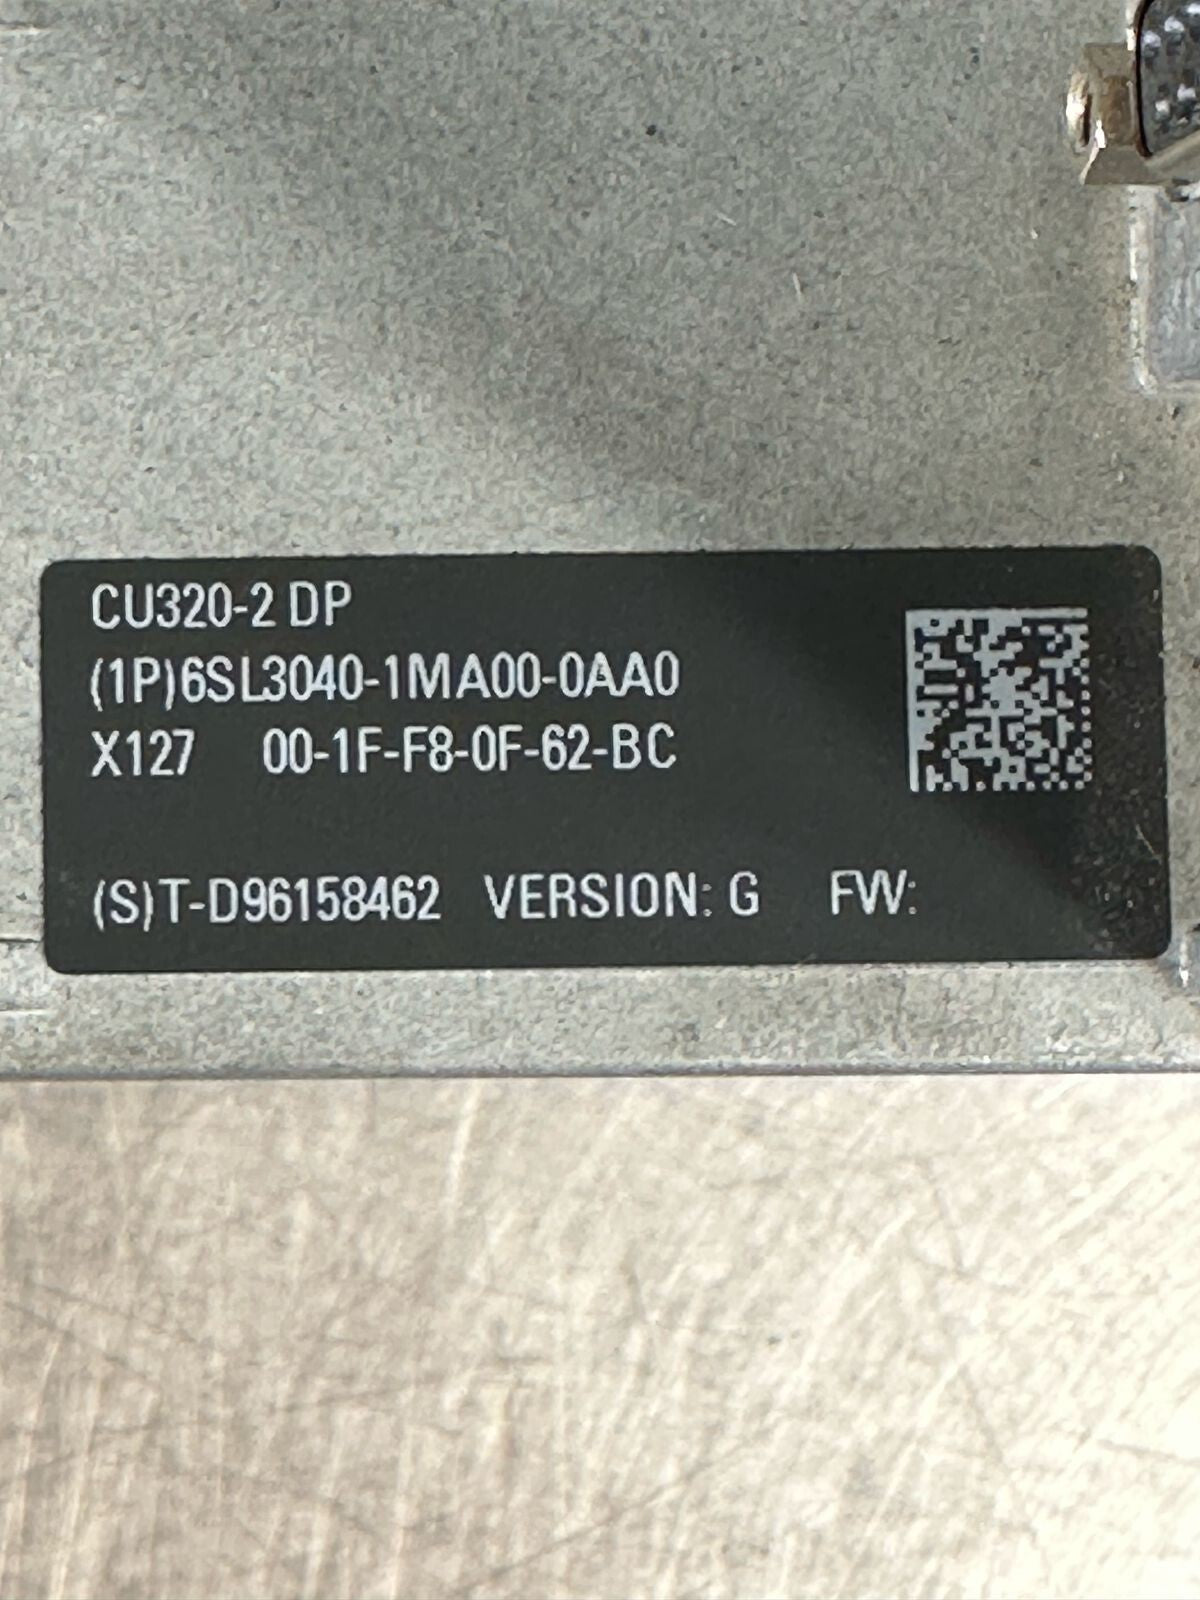 CU320-2 DP
(1P)6SL3040-1MA00-0AA0
X127 00-1F-F8-0F-62-BC
(S)T-D96158462 VERSION: G FW: